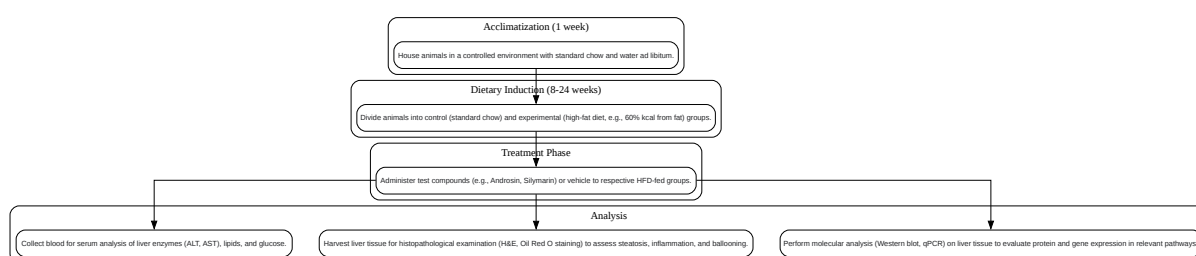 Acclimatization (1 week)
House animals in a controlled environment with standard chow and water ad libitum.
Dietary Induction (8-24 weeks)
Divide animals into control (standard chow) and experimental (high-fat diet, e.g., 60% kcal from fat) groups.
Treatment Phase
Administer test compounds (e.g., Androsin, Silymarin) or vehicle to respective HFD-fed groups.
Analysis
Collect blood for serum analysis of liver enzymes (ALT, AST), lipids, and glucose.
Harvest liver tissue for histopathological examination (H&E, Oil Red O staining) to assess steatosis, inflammation, and ballooning.
Perform molecular analysis (Western blot, qPCR) on liver tissue to evaluate protein and gene expression in relevant pathways